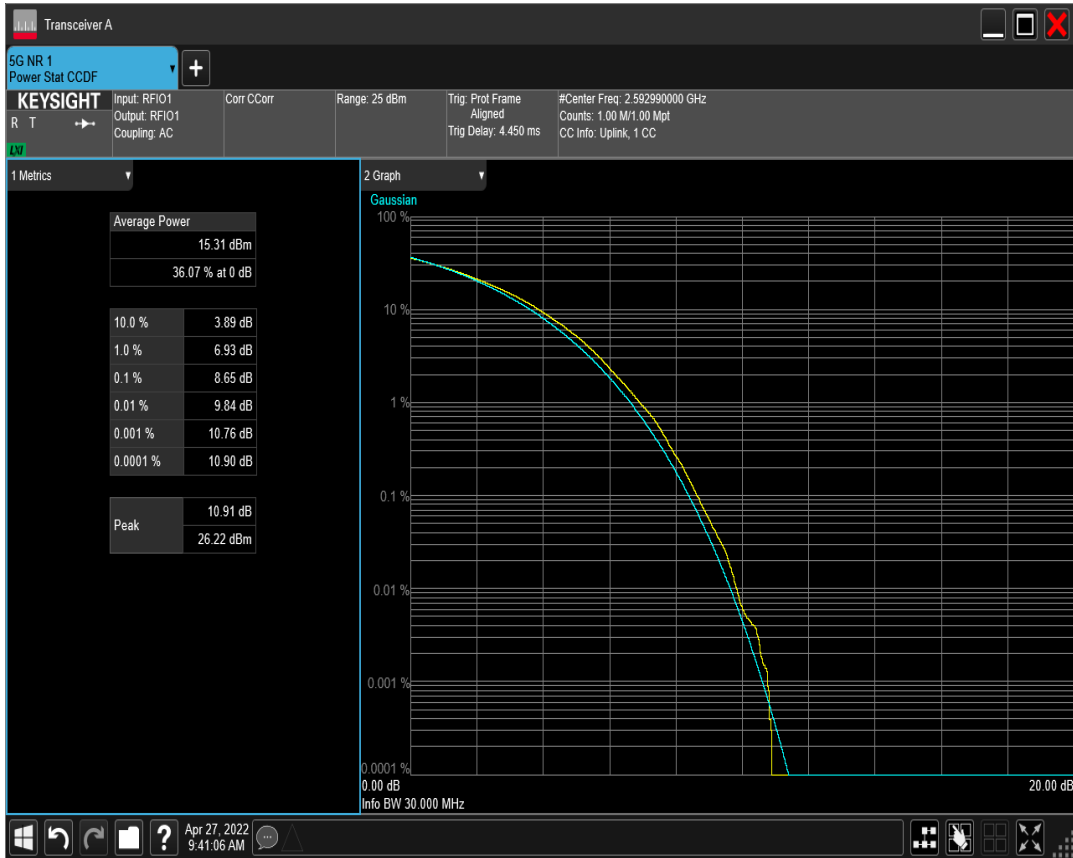 Transceiver A
5G NR 1
Power Stat CCDF
+
KEYSIGHT
R T
LXI
Input: RFIO1
Output: RFIO1
Coupling: AC
Corr CCorr
Range: 25 dBm
Trig: Prot Frame
Aligned
Trig Delay: 4.450 ms
#Center Freq: 2.592990000 GHz
Counts: 1.00 M/1.00 Mpt
CC Info: Uplink, 1 CC
1 Metrics
Average Power
15.31 dBm
36.07 % at 0 dB
10.0 % 3.89 dB
1.0 % 6.93 dB
0.1 % 8.65 dB
0.01 % 9.84 dB
0.001 % 10.76 dB
0.0001 % 10.90 dB
Peak
10.91 dB
26.22 dBm
2 Graph
Gaussian
100 %
10 %
1 %
0.1 %
0.01 %
0.001 %
0.0001 %
0.00 dB 20.00 dB
Info BW 30.000 MHz
?
Apr 27, 2022
9:41:06 AM